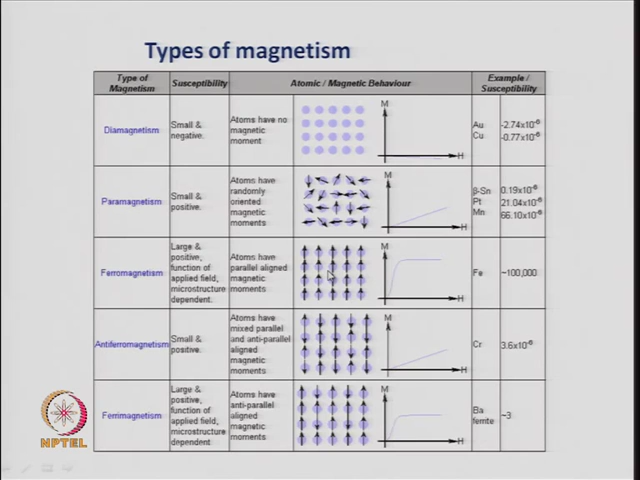 Types of magnetism
Type of Magnetism Susceptibility Atomic / Magnetic Behaviour Example / Susceptibility
Diamagnetism
Small & negative.
Atoms have no magnetic moment
M
H
Au -2.74x10-6
Cu -0.77x10-6
Paramagnetism
Small & positive.
Atoms have randomly oriented magnetic moments
M
H
β-Sn 0.19x10-6
Pt 21.04x10-6
Mn 66.10x10-6
Ferromagnetism
Large & positive, function of applied field, microstructure dependent.
Atoms have parallel aligned magnetic moments
M
H
Fe ~100,000
Antiferromagnetism
Small & positive.
Atoms have mixed parallel and anti-parallel aligned magnetic moments
M
H
Cr 3.6x10-6
Ferrimagnetism
Large & positive, function of applied field, microstructure dependent
Atoms have anti-parallel aligned magnetic moments
M
H
Ba ferrite ~3
NPTEL